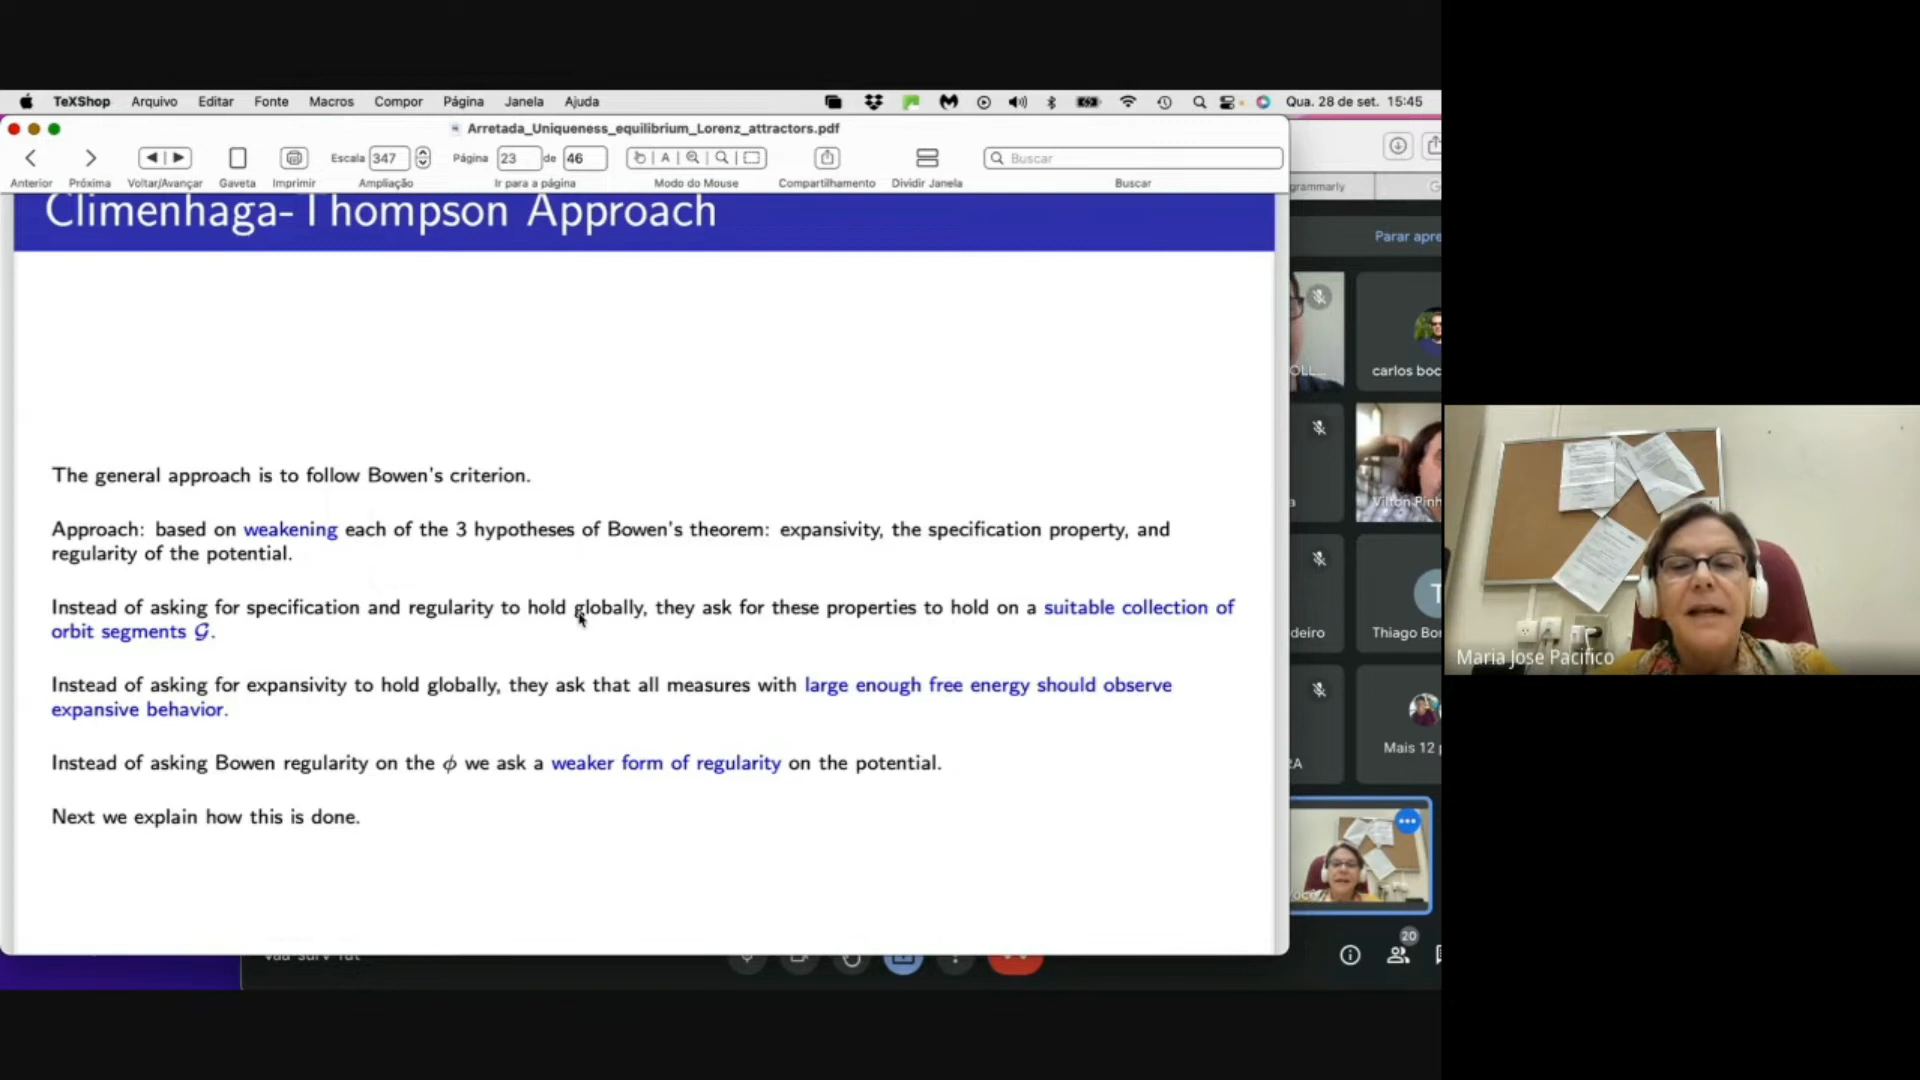 TeXShop Arquivo Editar Fonte Macros Compor Página Janela Ajuda Qua. 28 de set. 15:45
Arretada_Uniqueness_equilibrium_Lorenz_attractors.pdf
Escala 347 Página 23 de 46 A Buscar
Anterior Próxima Voltar/Avançar Gaveta Imprimir Ampliação Ir para a página Modo do Mouse Compartilhamento Dividir Janela Buscar
grammarly
Climenhaga-Thompson Approach
Parar apre
carlos boc
The general approach is to follow Bowen's criterion.
Approach: based on weakening each of the 3 hypotheses of Bowen's theorem: expansivity, the specification property, and
regularity of the potential.
Vilton Pinh
Instead of asking for specification and regularity to hold globally, they ask for these properties to hold on a suitable collection of
orbit segments 𝒢.
deiro
T
Thiago Bor
Maria Jose Pacifico
Instead of asking for expansivity to hold globally, they ask that all measures with large enough free energy should observe
expansive behavior.
Mais 12 p
RA
Instead of asking Bowen regularity on the ϕ we ask a weaker form of regularity on the potential.
Next we explain how this is done.
20